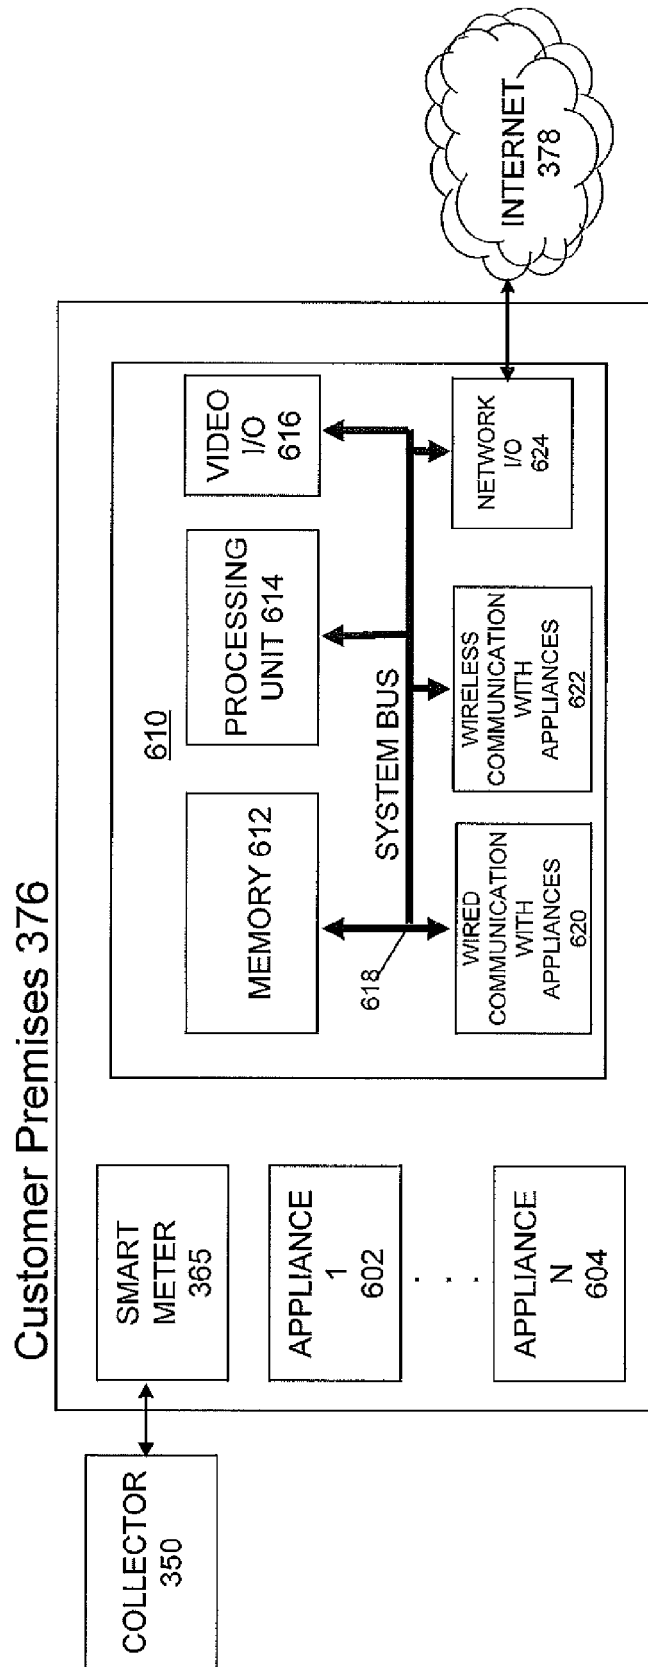 Customer Premises 376
COLLECTOR
350
SMART
METER
365
APPLIANCE
1
602
. . .
APPLIANCE
N
604
610
MEMORY 612
PROCESSING
UNIT 614
VIDEO
I/O
616
618
SYSTEM BUS
WIRED
COMMUNICATION
WITH
APPLIANCES
620
WIRELESS
COMMUNICATION
WITH
APPLIANCES
622
NETWORK
I/O
624
INTERNET
378